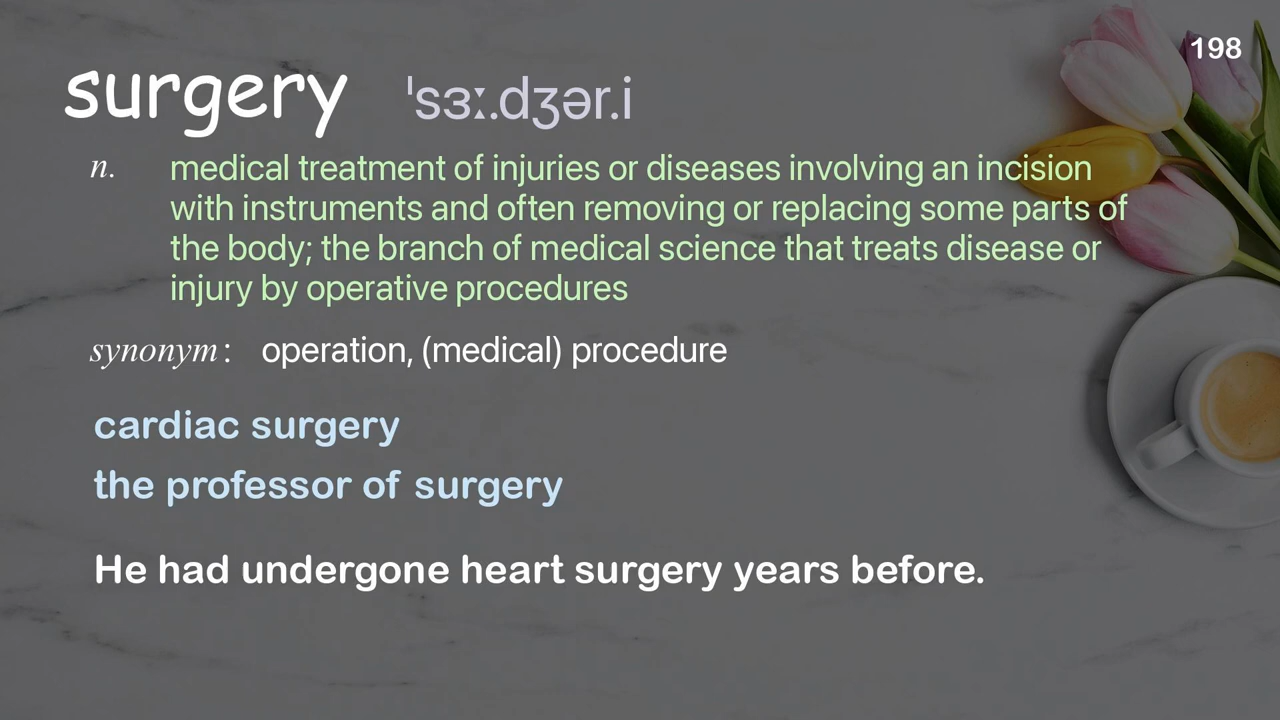 198
surgery ˈsɜː.dʒər.i
n. medical treatment of injuries or diseases involving an incision
with instruments and often removing or replacing some parts of
the body; the branch of medical science that treats disease or
injury by operative procedures
synonym: operation, (medical) procedure
cardiac surgery
the professor of surgery
He had undergone heart surgery years before.